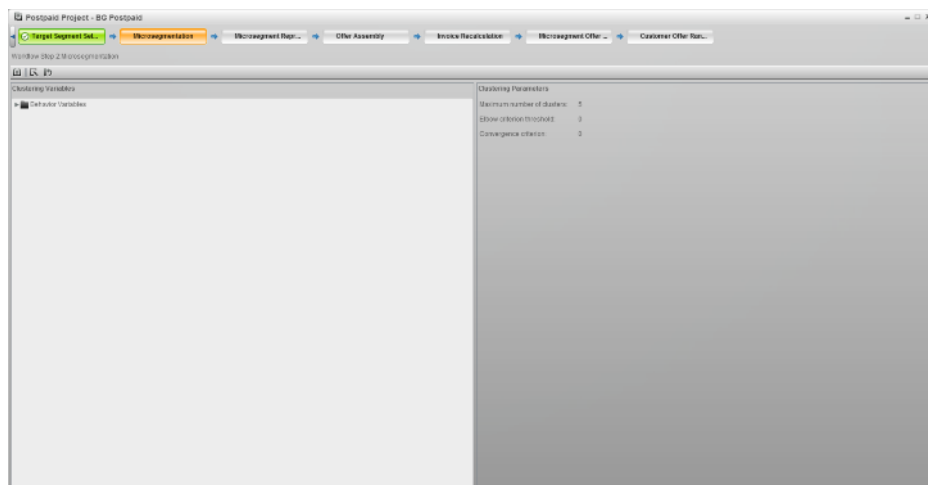 Postpaid Project - BG Postpaid
Target Segment Sel...
Microsegmentation
Microsegment Repr...
Offer Assembly
Invoice Recalculation
Microsegment Offer ...
Customer Offer Ran...
Workflow Step 2 Microsegmentation
Clustering Variables
Clustering Parameters
Behavior Variables
Maximum number of clusters: 5
Elbow criterion threshold: 0
Convergence criterion: 0